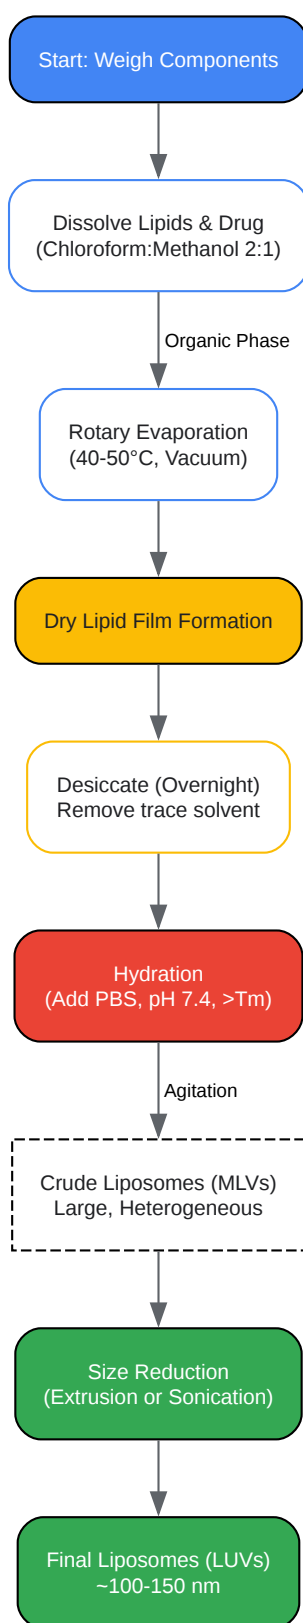 Start: Weigh Components
Dissolve Lipids & Drug
(Chloroform:Methanol 2:1)
Organic Phase
Rotary Evaporation
(40-50°C, Vacuum)
Dry Lipid Film Formation
Desiccate (Overnight)
Remove trace solvent
Hydration
(Add PBS, pH 7.4, >Tm)
Agitation
Crude Liposomes (MLVs)
Large, Heterogeneous
Size Reduction
(Extrusion or Sonication)
Final Liposomes (LUVs)
~100-150 nm